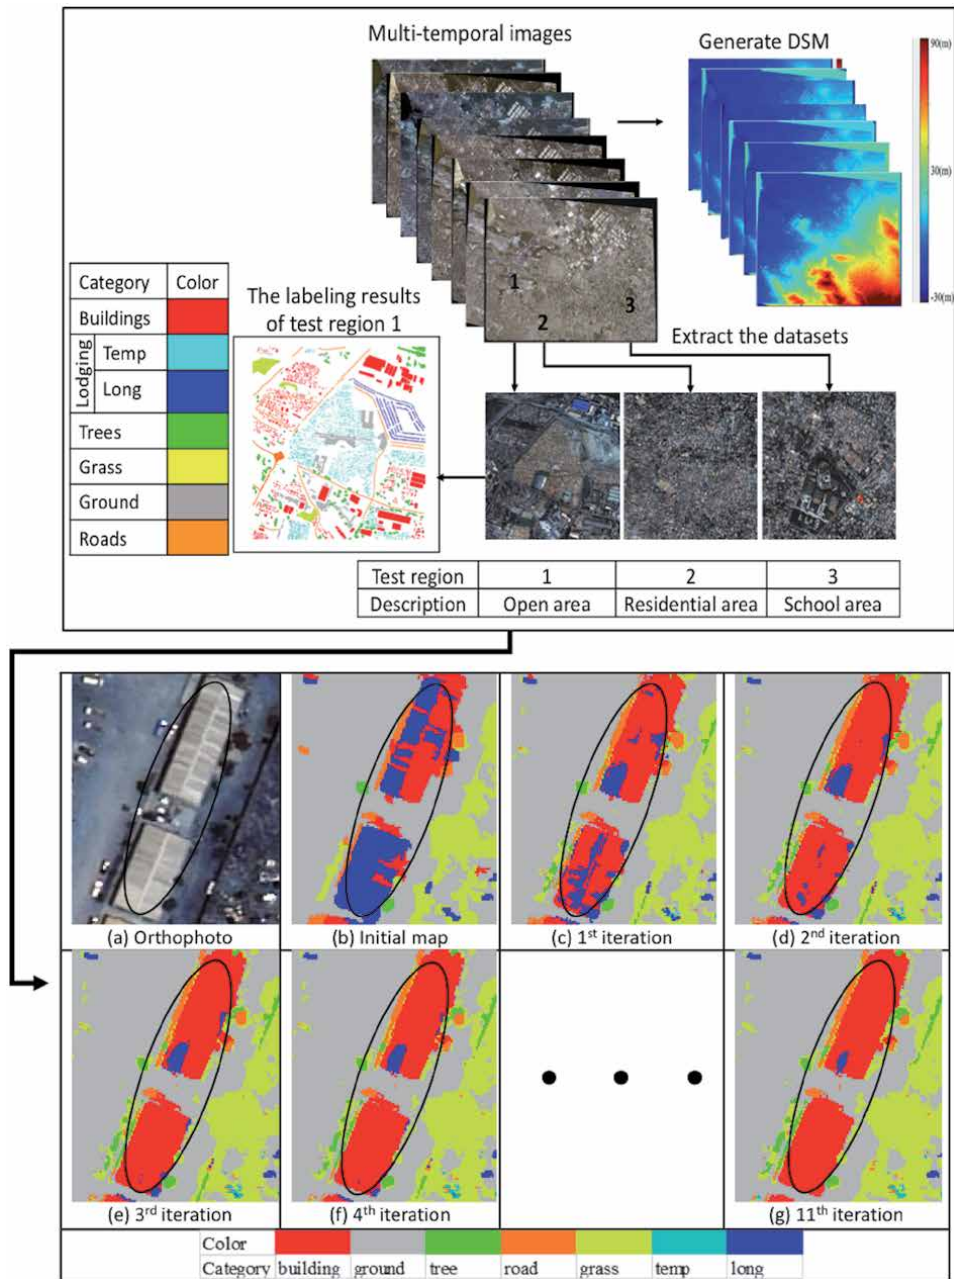 Multi-temporal images
Generate DSM
90(m)
30(m)
-30(m)
1
2
3
Category Color
Buildings
Lodging
Temp
Long
Trees
Grass
Ground
Roads
The labeling results
of test region 1
Extract the datasets
Test region 1 2 3
Description Open area Residential area School area
(a) Orthophoto
(b) Initial map
(c) 1st iteration
(d) 2nd iteration
(e) 3rd iteration
(f) 4th iteration
(g) 11th iteration
Color
Category building ground tree road grass temp long